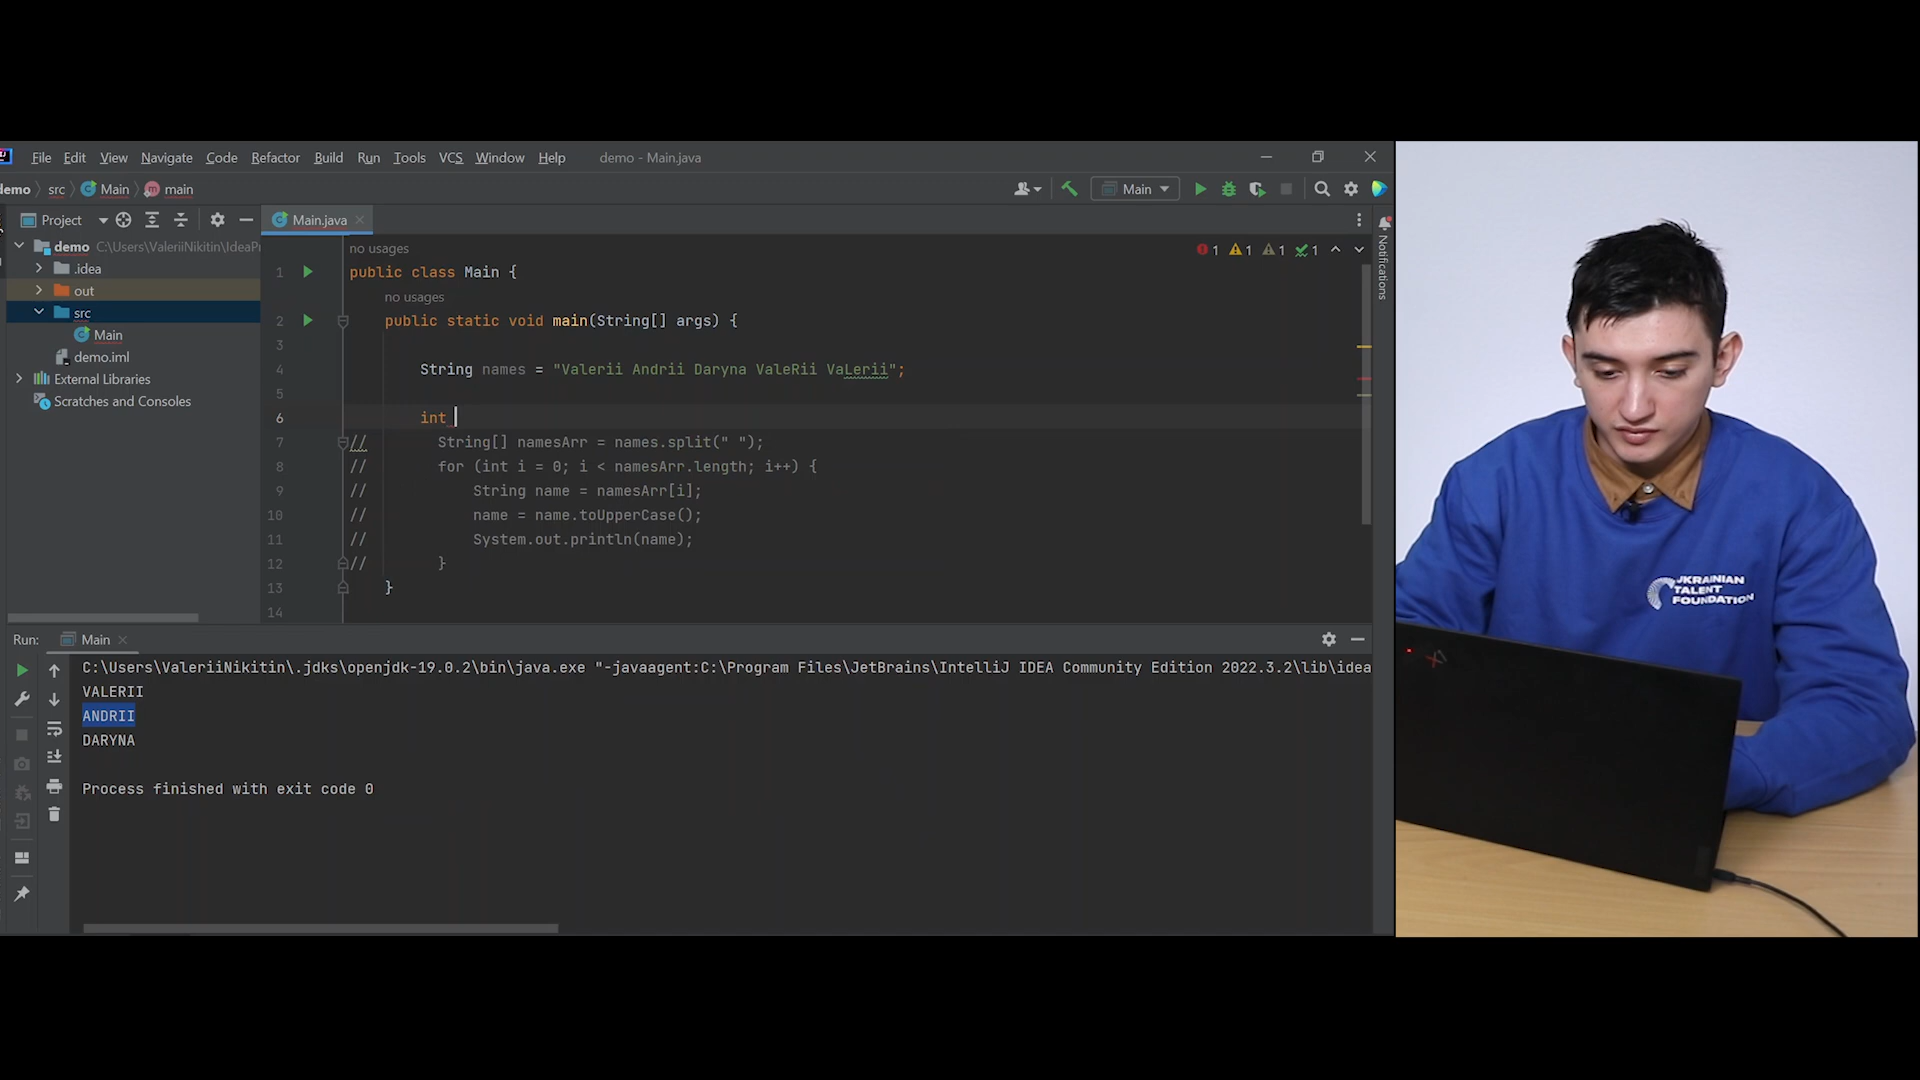 File Edit View Navigate Code Refactor Build Run Tools VCS Window Help demo - Main.java
demo src Main main
Main
Project
Main.java
demo C:\Users\ValeriiNikitin\IdeaPr
.idea
out
src
Main
demo.iml
External Libraries
Scratches and Consoles
no usages
1 1 1 1
1 public class Main {
no usages
2 public static void main(String[] args) {
3
4 String names = "Valerii Andrii Daryna ValeRii VaLerii";
5
6 int
7 // String[] namesArr = names.split(" ");
8 // for (int i = 0; i < namesArr.length; i++) {
9 // String name = namesArr[i];
10 // name = name.toUpperCase();
11 // System.out.println(name);
12 // }
13 }
14
Notifications
Run: Main
C:\Users\ValeriiNikitin\.jdks\openjdk-19.0.2\bin\java.exe "-javaagent:C:\Program Files\JetBrains\IntelliJ IDEA Community Edition 2022.3.2\lib\idea
VALERII
ANDRII
DARYNA
Process finished with exit code 0
UKRAINIAN
TALENT
FOUNDATION
X1